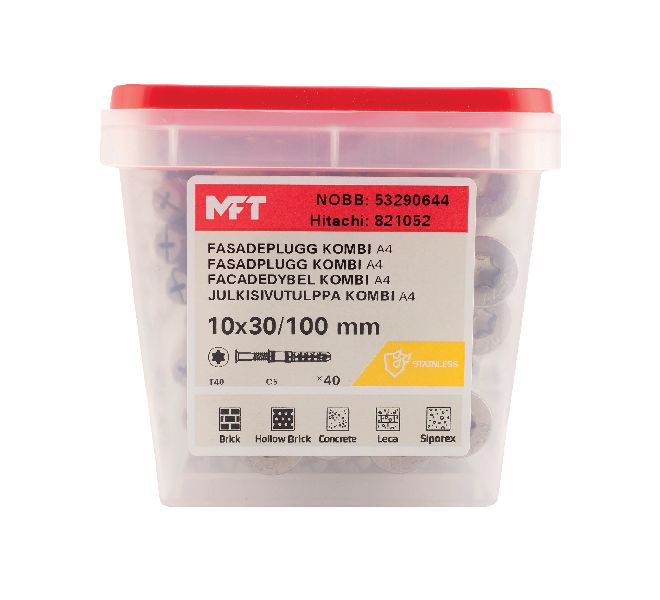 MFT
NOBB: 53290644
Hitachi: 821052
FASADEPLUGG KOMBI A4
FASADPLUGG KOMBI A4
FACADEDYBEL KOMBI A4
JULKISIVUTULPPA KOMBI A4
10x30/100 mm
T40 C5 x40
STAINLESS
Brick Hollow Brick Concrete Leca Siporex